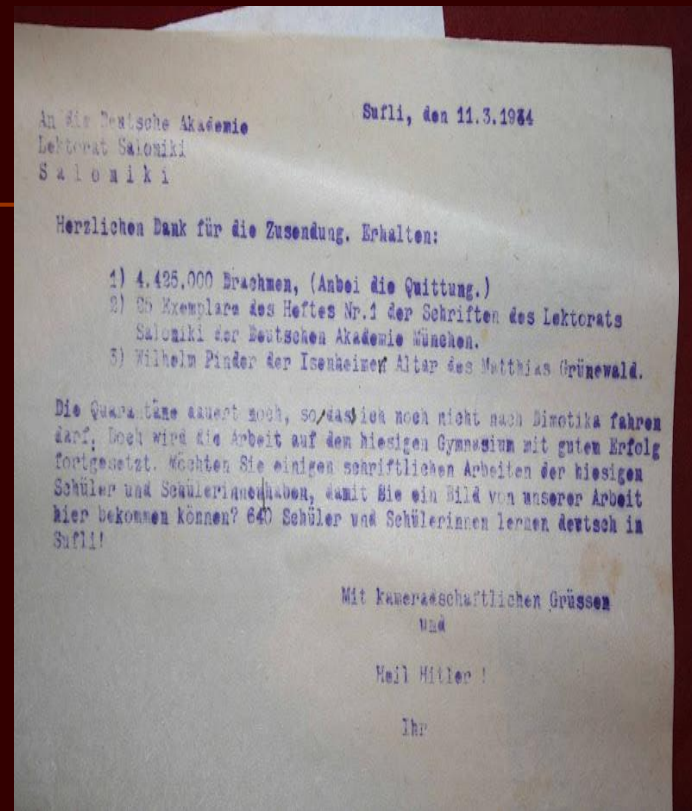 Sufli, den 11.3.1944
An die Deutsche Akademie
Lektorat Saloniki
S a l o n i k i
Herzlichen Dank für die Zusendung. Erhalten:
1) 4.425.000 Drachmen, (Anbei die Quittung.)
2) 25 Exemplare des Heftes Nr.1 der Schriften des Lektorats
Saloniki der Deutschen Akademie München.
3) Wilhelm Pinder der Isenheimer Altar des Matthias Grünewald.
Die Quarantäne dauert noch, so/das ich noch nicht nach Dimotika fahren
darf. Doch wird die Arbeit auf dem hiesigen Gymnasium mit gutem Erfolg
fortgesetzt. Möchten Sie einigen schriftlichen Arbeiten der hiesigen
Schüler und Schülerinnen|haben, damit Sie ein Bild von unserer Arbeit
hier bekommen können? 640 Schüler und Schülerinnen lernen deutsch in
Sufli!
Mit kameradschaftlichen Grüssen
und
Heil Hitler !
Ihr